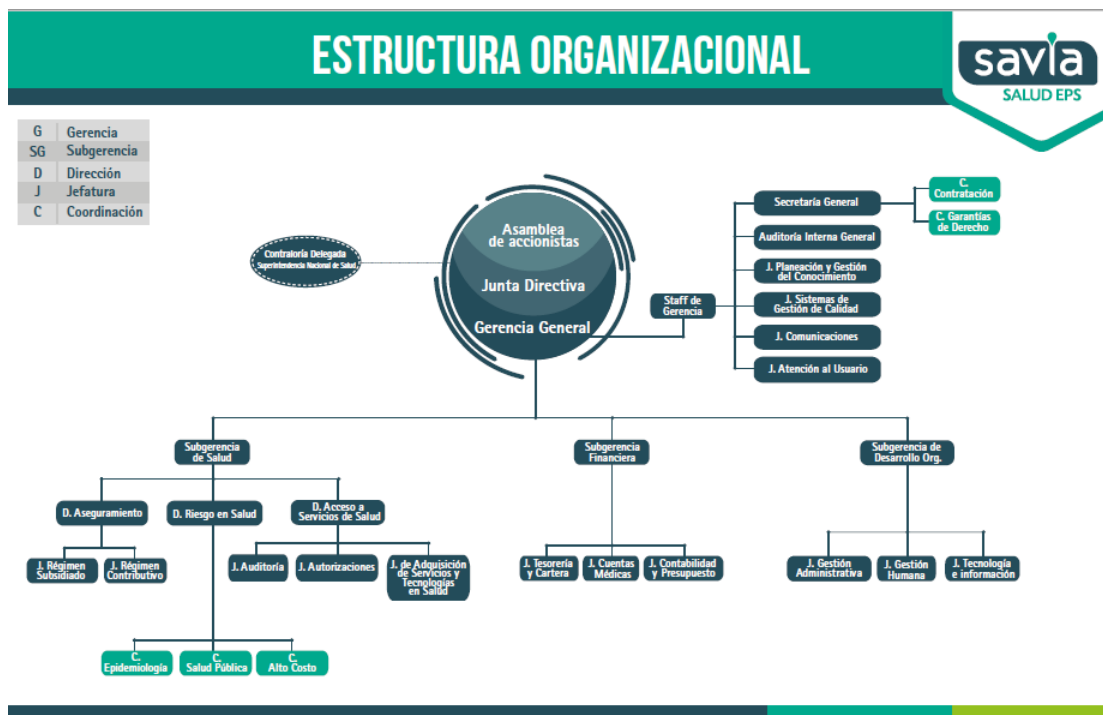 ESTRUCTURA ORGANIZACIONAL
savia
SALUD EPS
G Gerencia
SG Subgerencia
D Dirección
J Jefatura
C Coordinación
Asamblea
de accionistas
Junta Directiva
Gerencia General
Contraloría Delegada
Superintendencia Nacional de Salud
Staff de
Gerencia
Secretaría General
C.
Contratación
C. Garantías
de Derecho
Auditoría Interna General
J. Planeación y Gestión
del Conocimiento
J. Sistemas de
Gestión de Calidad
J. Comunicaciones
J. Atención al Usuario
Subgerencia
de Salud
Subgerencia
Financiera
Subgerencia de
Desarrollo Org.
D. Aseguramiento
D. Riesgo en Salud
D. Acceso a
Servicios de Salud
J. Régimen
Subsidiado
J. Régimen
Contributivo
J. Auditoría
J. Autorizaciones
J. de Adquisición
de Servicios y
Tecnologías
en Salud
J. Tesorería
y Cartera
J. Cuentas
Médicas
J. Contabilidad
y Presupuesto
J. Gestión
Administrativa
J. Gestión
Humana
J. Tecnología
e información
C.
Epidemiología
C.
Salud Pública
C.
Alto Costo